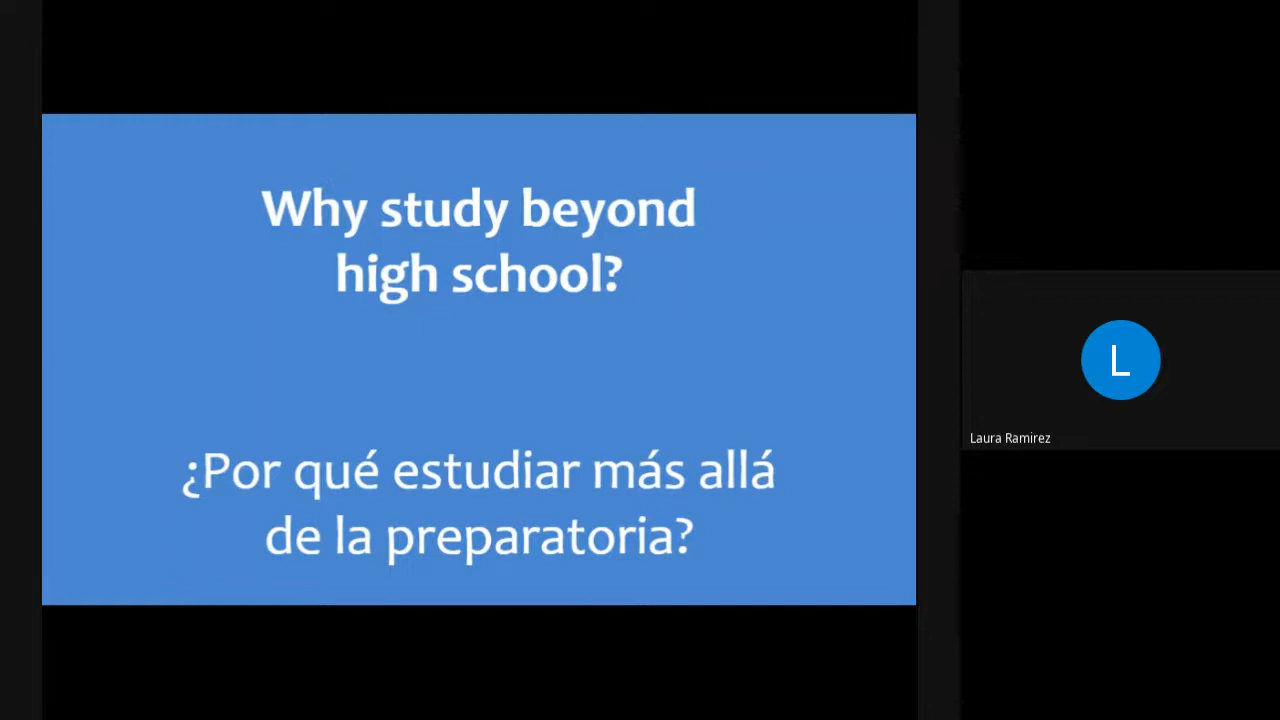 Why study beyond
high school?
¿Por qué estudiar más allá
de la preparatoria?
L
Laura Ramirez